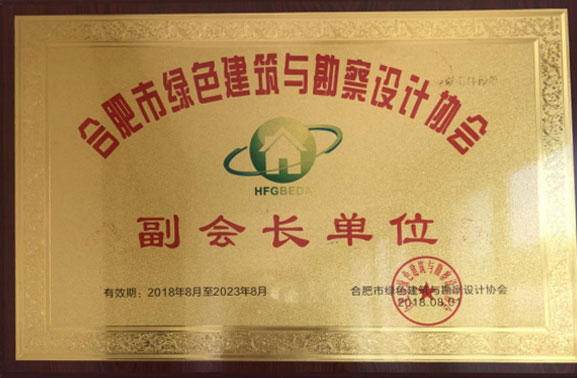 合肥市绿色建筑与勘察设计协会
HFGBEDA
副会长单位
有效期：2018年8月至2023年8月
合肥市绿色建筑与勘察设计协会
2018.08.01